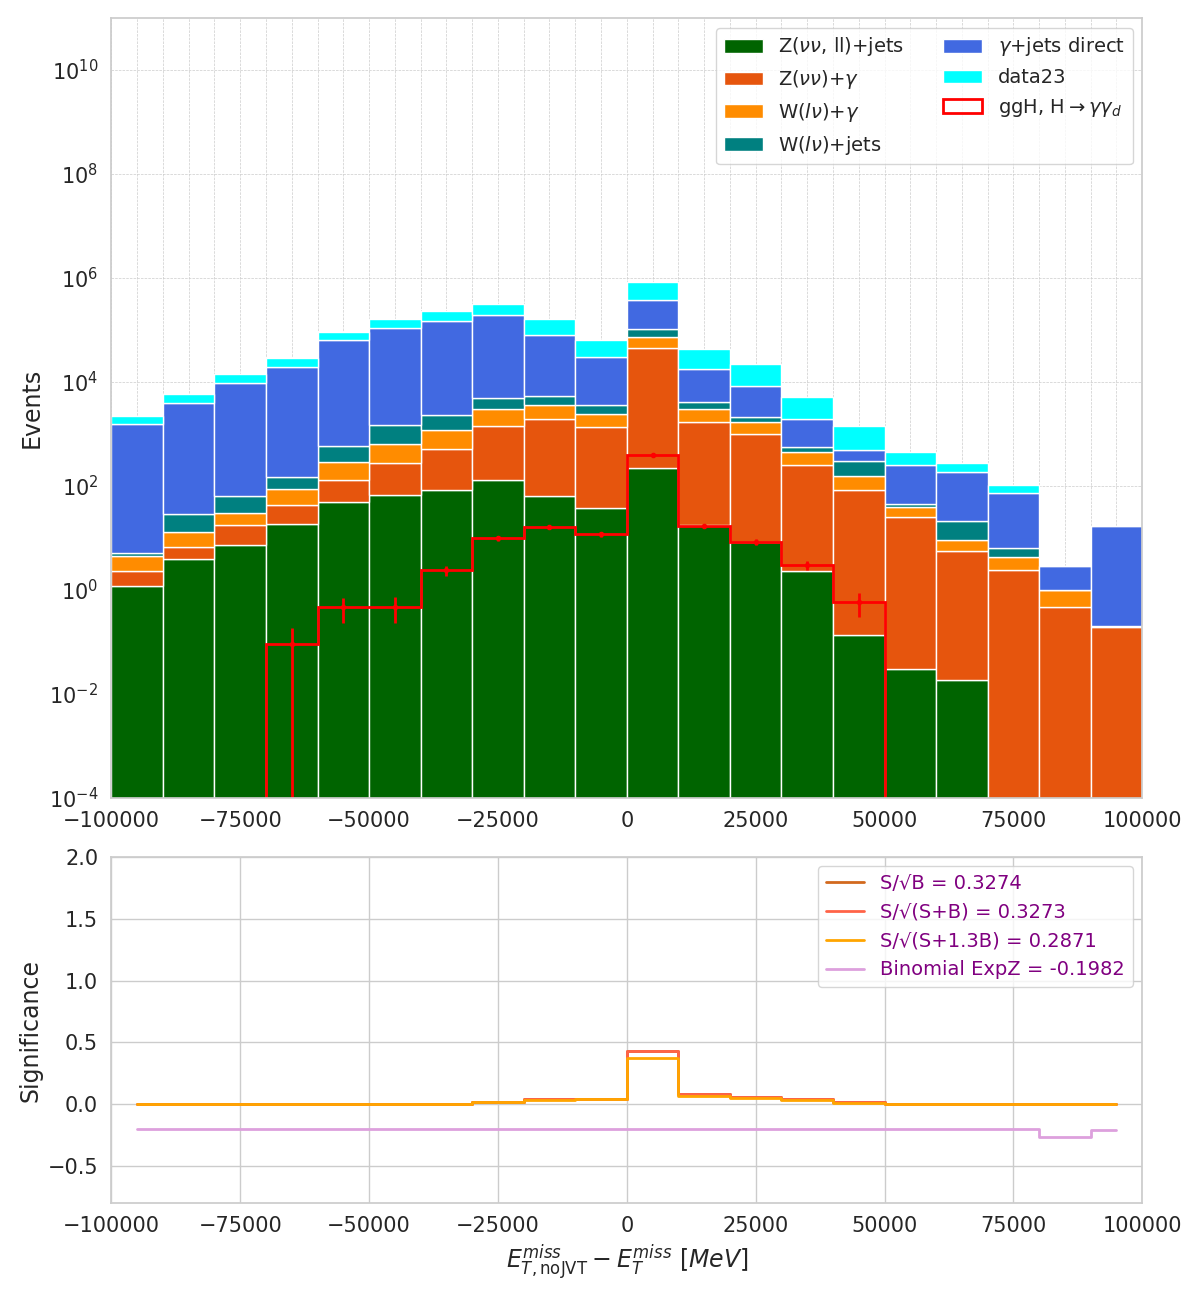 Events
10^10
10^8
10^6
10^4
10^2
10^0
10^−2
10^−4
Z(νν, ll)+jets
Z(νν)+γ
W(lν)+γ
W(lν)+jets
γ+jets direct
data23
ggH, H→γγ_d
−100000 −75000 −50000 −25000 0 25000 50000 75000 100000
Significance
2.0
1.5
1.0
0.5
0.0
−0.5
S/√B = 0.3274
S/√(S+B) = 0.3273
S/√(S+1.3B) = 0.2871
Binomial ExpZ = -0.1982
−100000 −75000 −50000 −25000 0 25000 50000 75000 100000
E_{T,noJVT}^{miss} − E_T^{miss} [MeV]